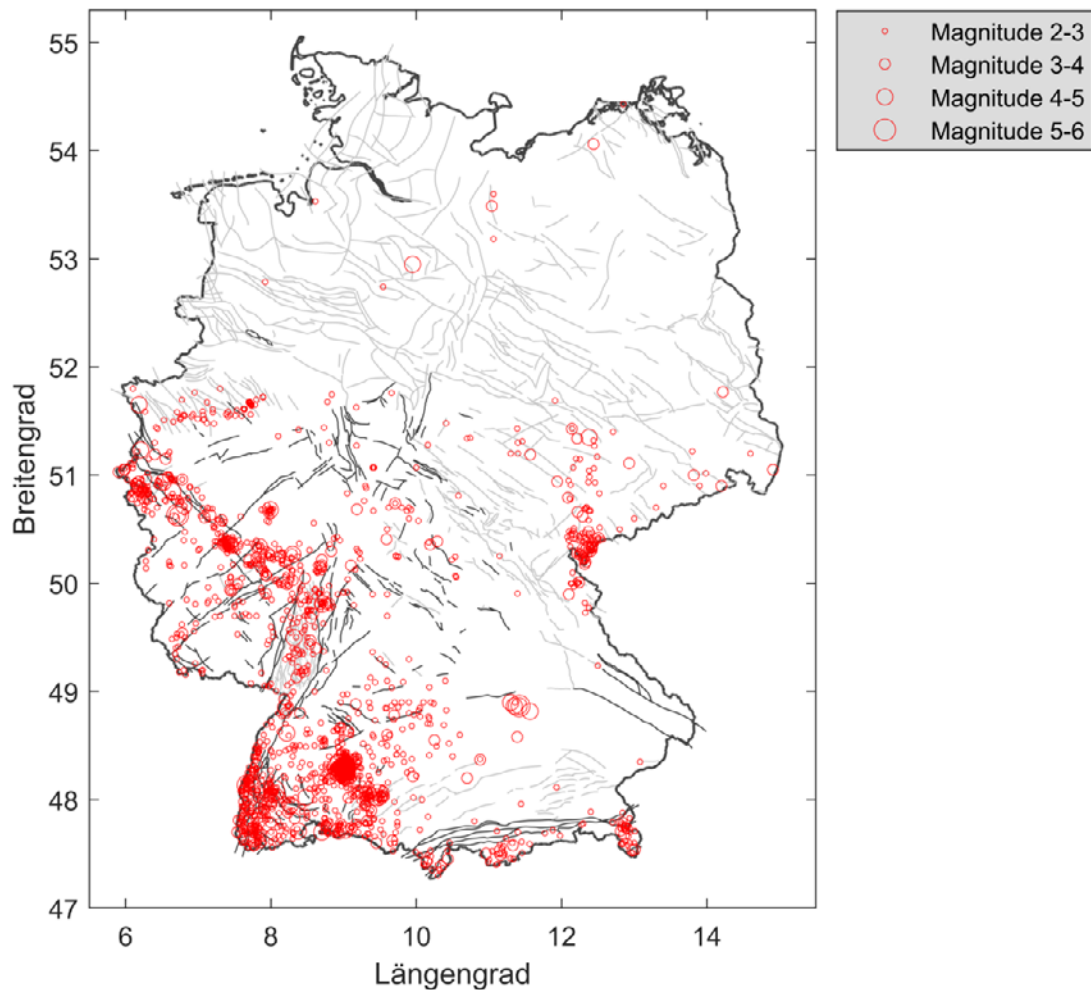 Magnitude 2-3
Magnitude 3-4
Magnitude 4-5
Magnitude 5-6
55
54
53
52
51
50
49
48
47
Breitengrad
6 8 10 12 14
Längengrad